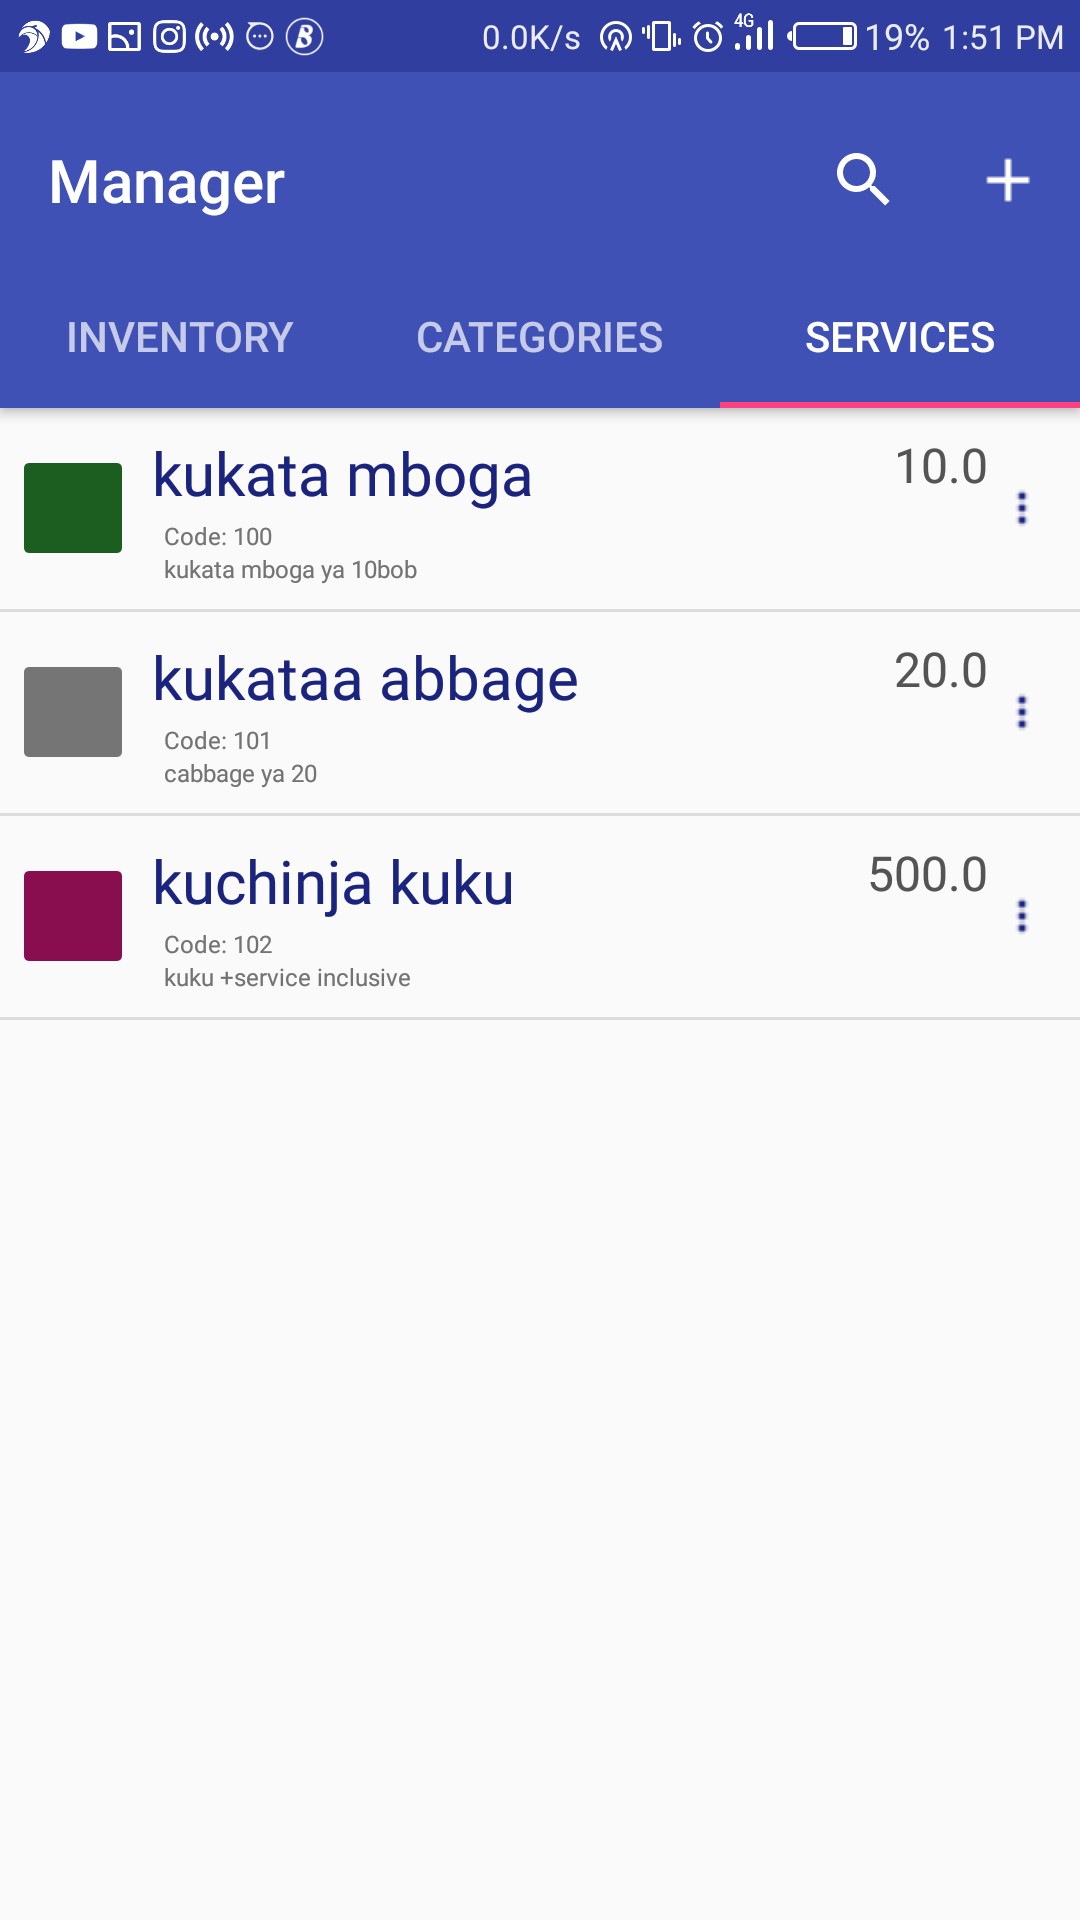 0.0K/s 4G 19% 1:51 PM
Manager
INVENTORY CATEGORIES SERVICES
kukata mboga 10.0
Code: 100
kukata mboga ya 10bob
kukataa abbage 20.0
Code: 101
cabbage ya 20
kuchinja kuku 500.0
Code: 102
kuku +service inclusive